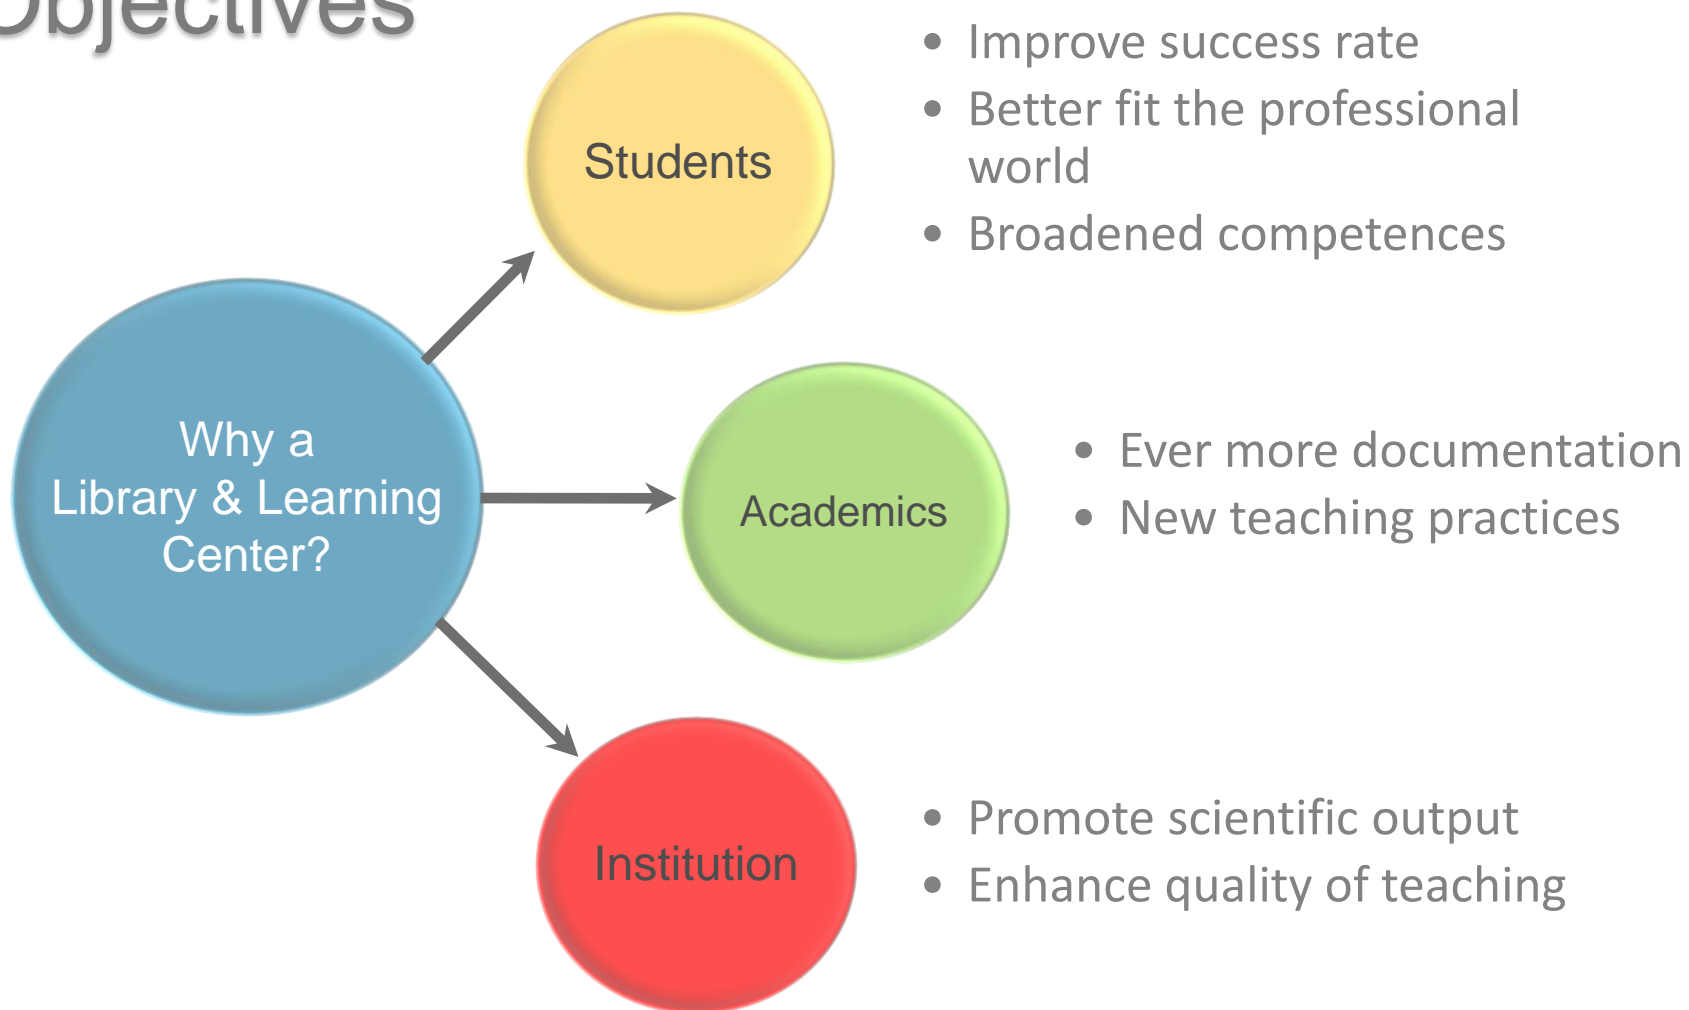 Objectives
Students
• Improve success rate
• Better fit the professional
world
• Broadened competences
Why a
Library & Learning
Center?
Academics
• Ever more documentation
• New teaching practices
Institution
• Promote scientific output
• Enhance quality of teaching